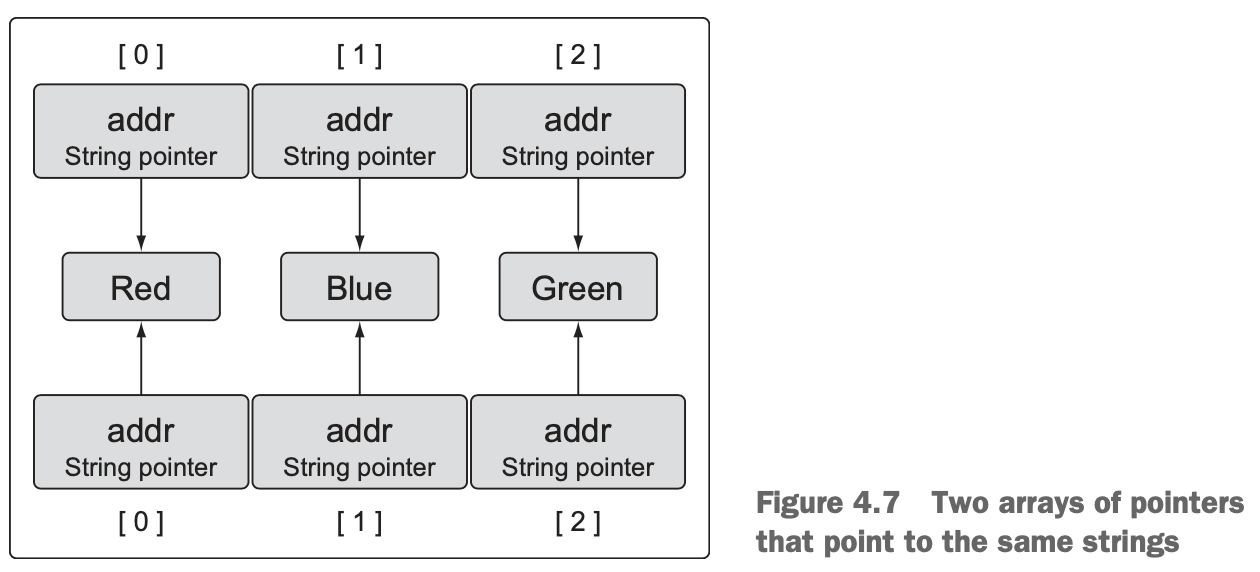 [ 0 ] [ 1 ] [ 2 ]
addr addr addr
String pointer String pointer String pointer
Red Blue Green
addr addr addr
String pointer String pointer String pointer
[ 0 ] [ 1 ] [ 2 ]
Figure 4.7 Two arrays of pointers
that point to the same strings